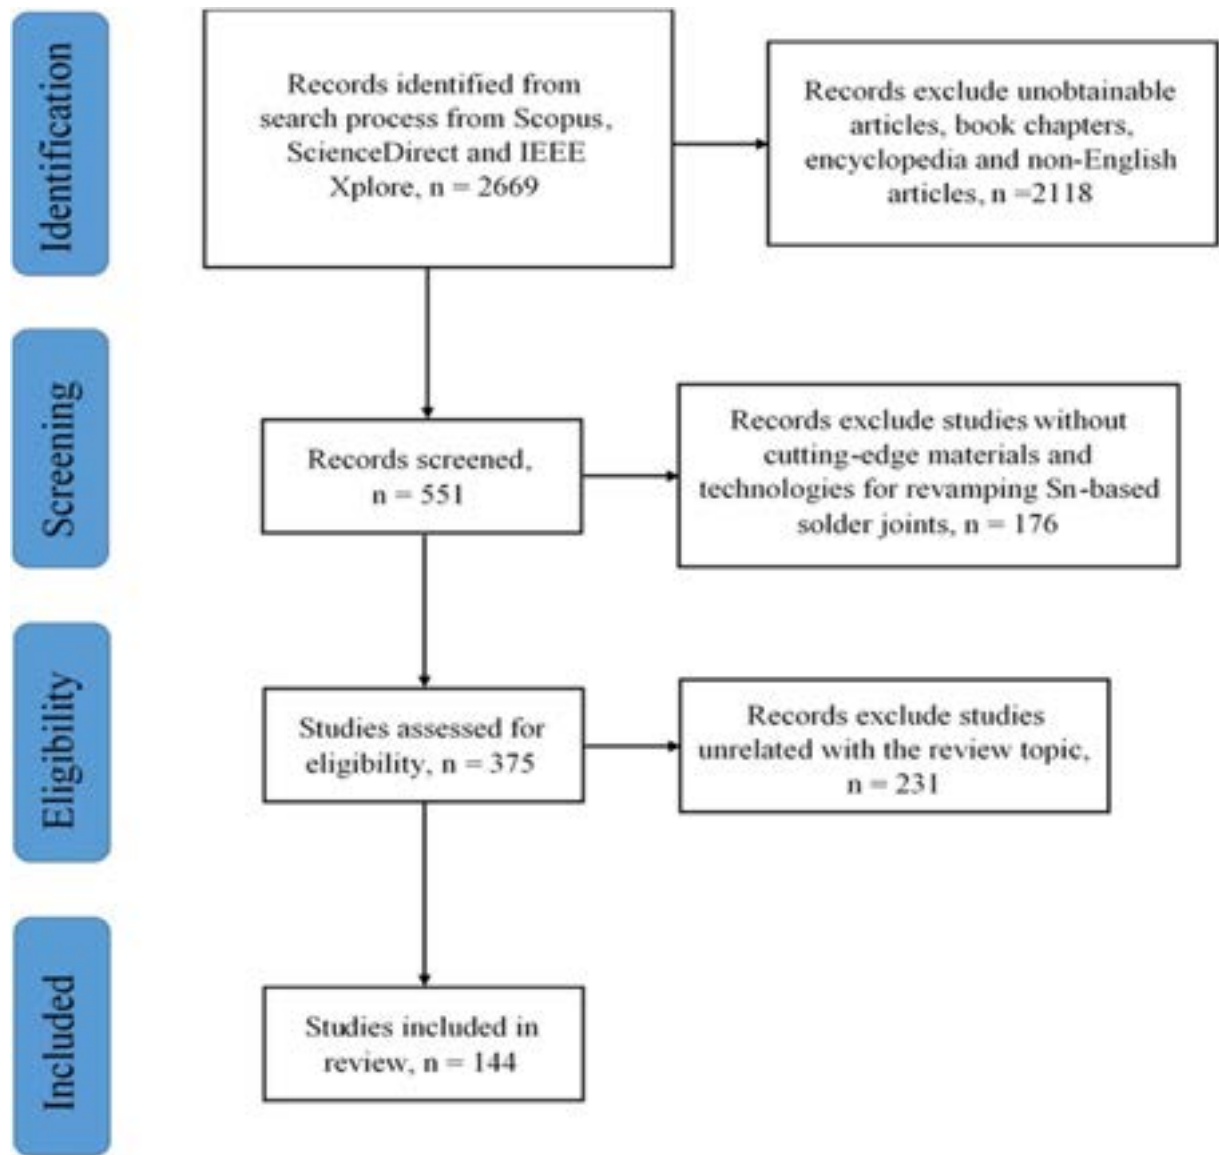 Identification
Records identified from
search process from Scopus,
ScienceDirect and IEEE
Xplore, n = 2669
Records exclude unobtainable
articles, book chapters,
encyclopedia and non-English
articles, n =2118
Screening
Records screened,
n = 551
Records exclude studies without
cutting-edge materials and
technologies for revamping Sn-based
solder joints, n = 176
Eligibility
Studies assessed for
eligibility, n = 375
Records exclude studies
unrelated with the review topic,
n = 231
Included
Studies included in
review, n = 144